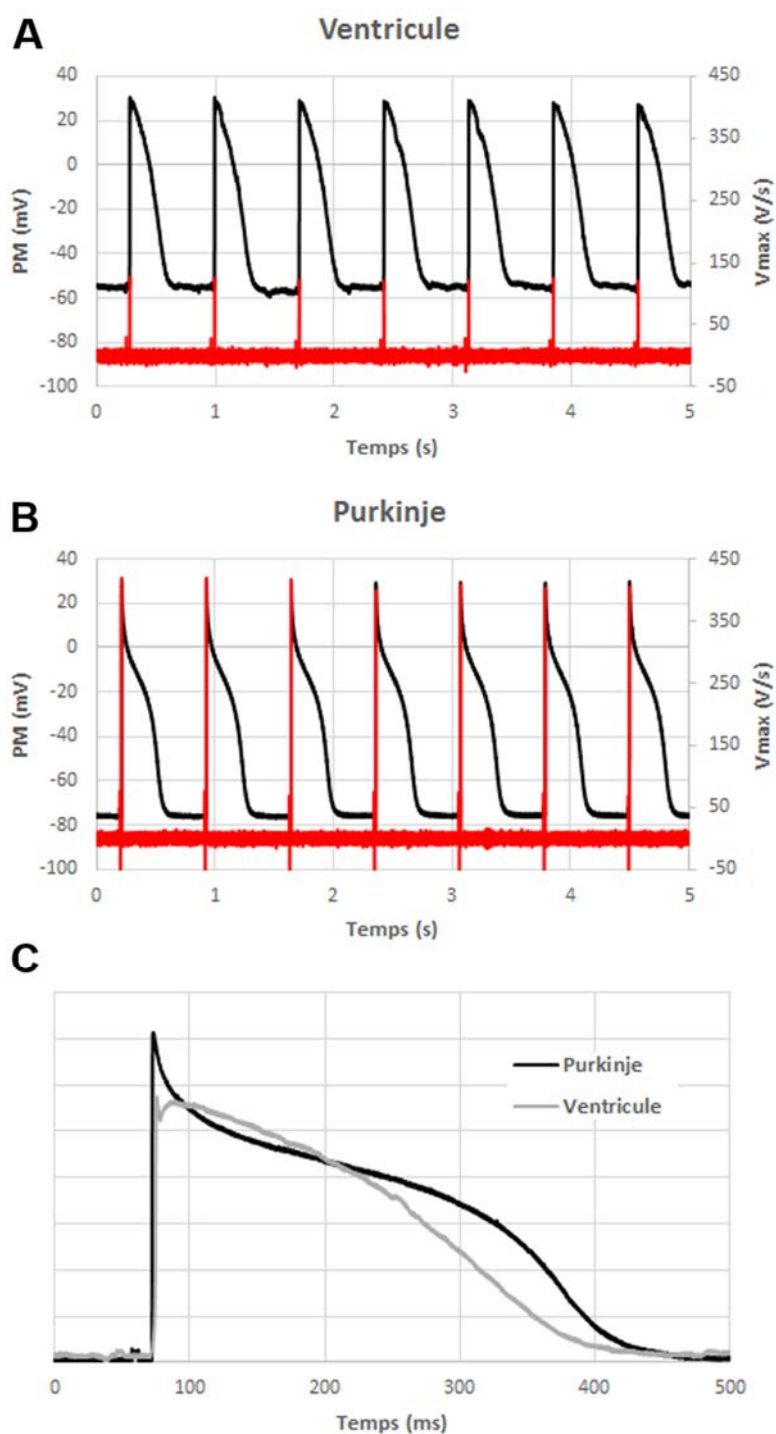 A
Ventricule
40
20
0
-20
-40
-60
-80
-100
PM (mV)
450
350
250
150
50
-50
Vmax (V/s)
0 1 2 3 4 5
Temps (s)
B
Purkinje
40
20
0
-20
-40
-60
-80
-100
PM (mV)
450
350
250
150
50
-50
Vmax (V/s)
0 1 2 3 4 5
Temps (s)
C
Purkinje
Ventricule
0 100 200 300 400 500
Temps (ms)